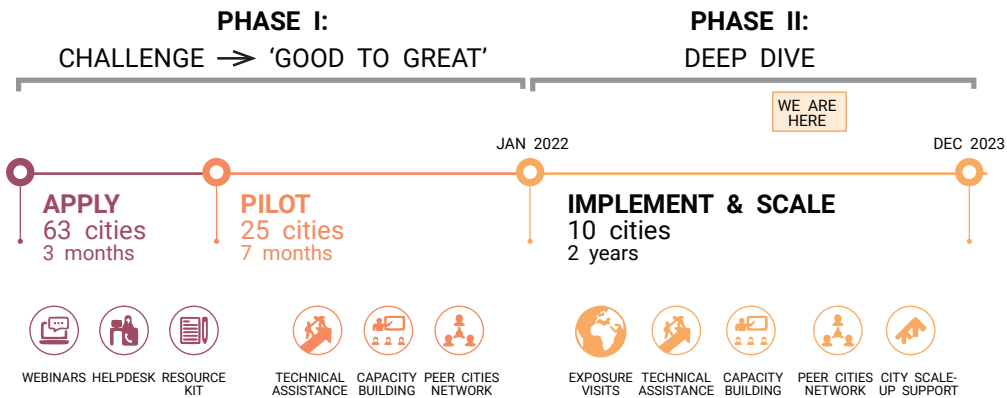 PHASE I:
CHALLENGE → ‘GOOD TO GREAT’
PHASE II:
DEEP DIVE
WE ARE
HERE
JAN 2022
DEC 2023
APPLY
63 cities
3 months
PILOT
25 cities
7 months
IMPLEMENT & SCALE
10 cities
2 years
WEBINARS
HELPDESK
RESOURCE
KIT
TECHNICAL
ASSISTANCE
CAPACITY
BUILDING
PEER CITIES
NETWORK
EXPOSURE
VISITS
TECHNICAL
ASSISTANCE
CAPACITY
BUILDING
PEER CITIES
NETWORK
CITY SCALE-
UP SUPPORT